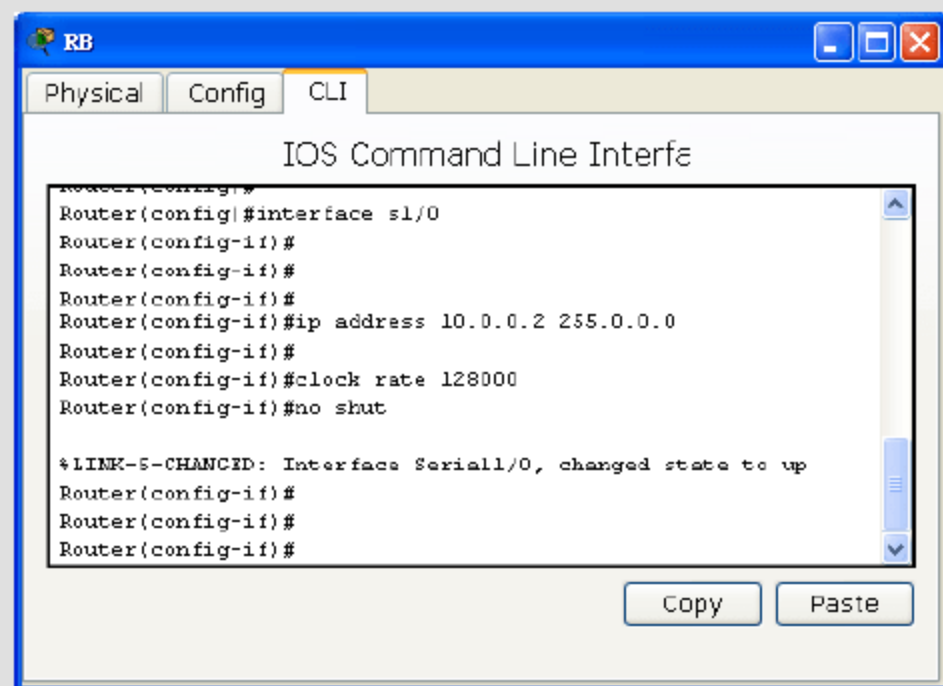 RB
Physical Config CLI
IOS Command Line Interfa
Router(config)#
Router(config)#interface s1/0
Router(config-if)#
Router(config-if)#
Router(config-if)#
Router(config-if)#ip address 10.0.0.2 255.0.0.0
Router(config-if)#
Router(config-if)#clock rate 128000
Router(config-if)#no shut
%LINK-5-CHANGED: Interface Serial1/0, changed state to up
Router(config-if)#
Router(config-if)#
Router(config-if)#
Copy Paste